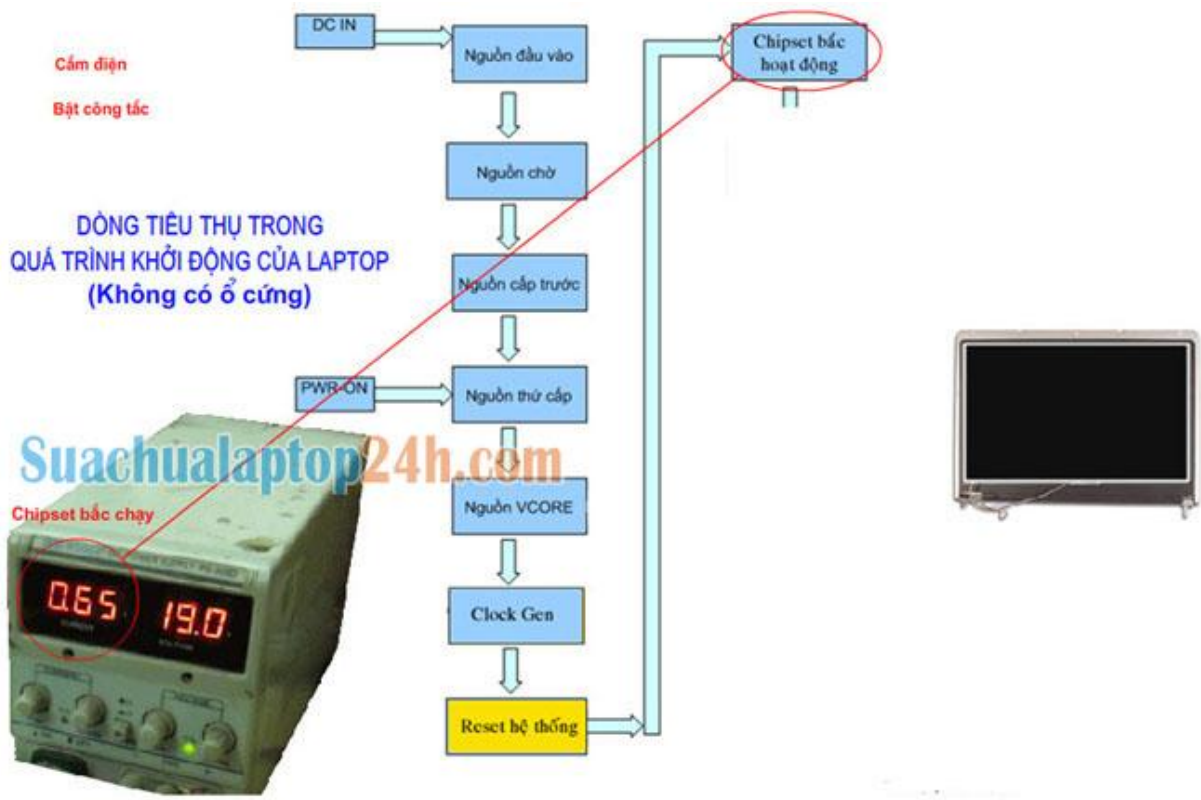 DC IN
Nguồn đầu vào
Chipset bắc
hoạt động
Cắm điện
Bật công tắc
Nguồn chờ
DÒNG TIÊU THỤ TRONG
QUÁ TRÌNH KHỞI ĐỘNG CỦA LAPTOP
(Không có ổ cứng)
Nguồn cấp trước
PWR-ON
Nguồn thứ cấp
Suachualaptop24h.com
Nguồn VCORE
Chipset bắc chạy
0.65
19.0
Clock Gen
Reset hệ thống